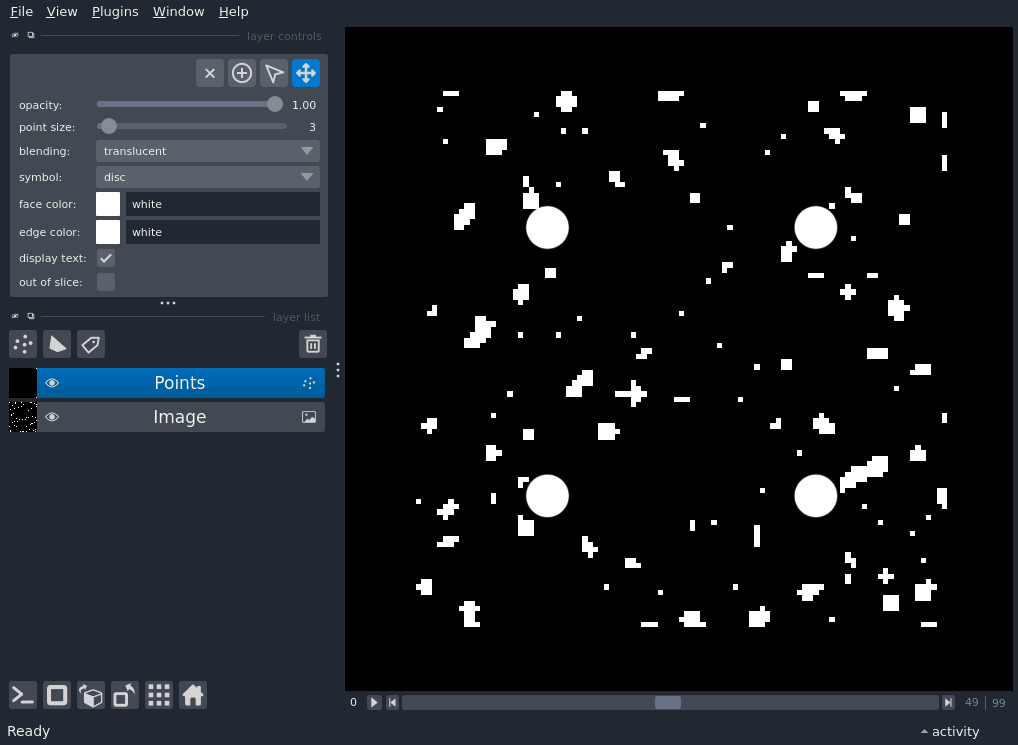 File View Plugins Window Help
layer controls
opacity: 1.00
point size: 3
blending: translucent
symbol: disc
face color: white
edge color: white
display text:
out of slice:
layer list
Points
Image
0 49 99
Ready activity